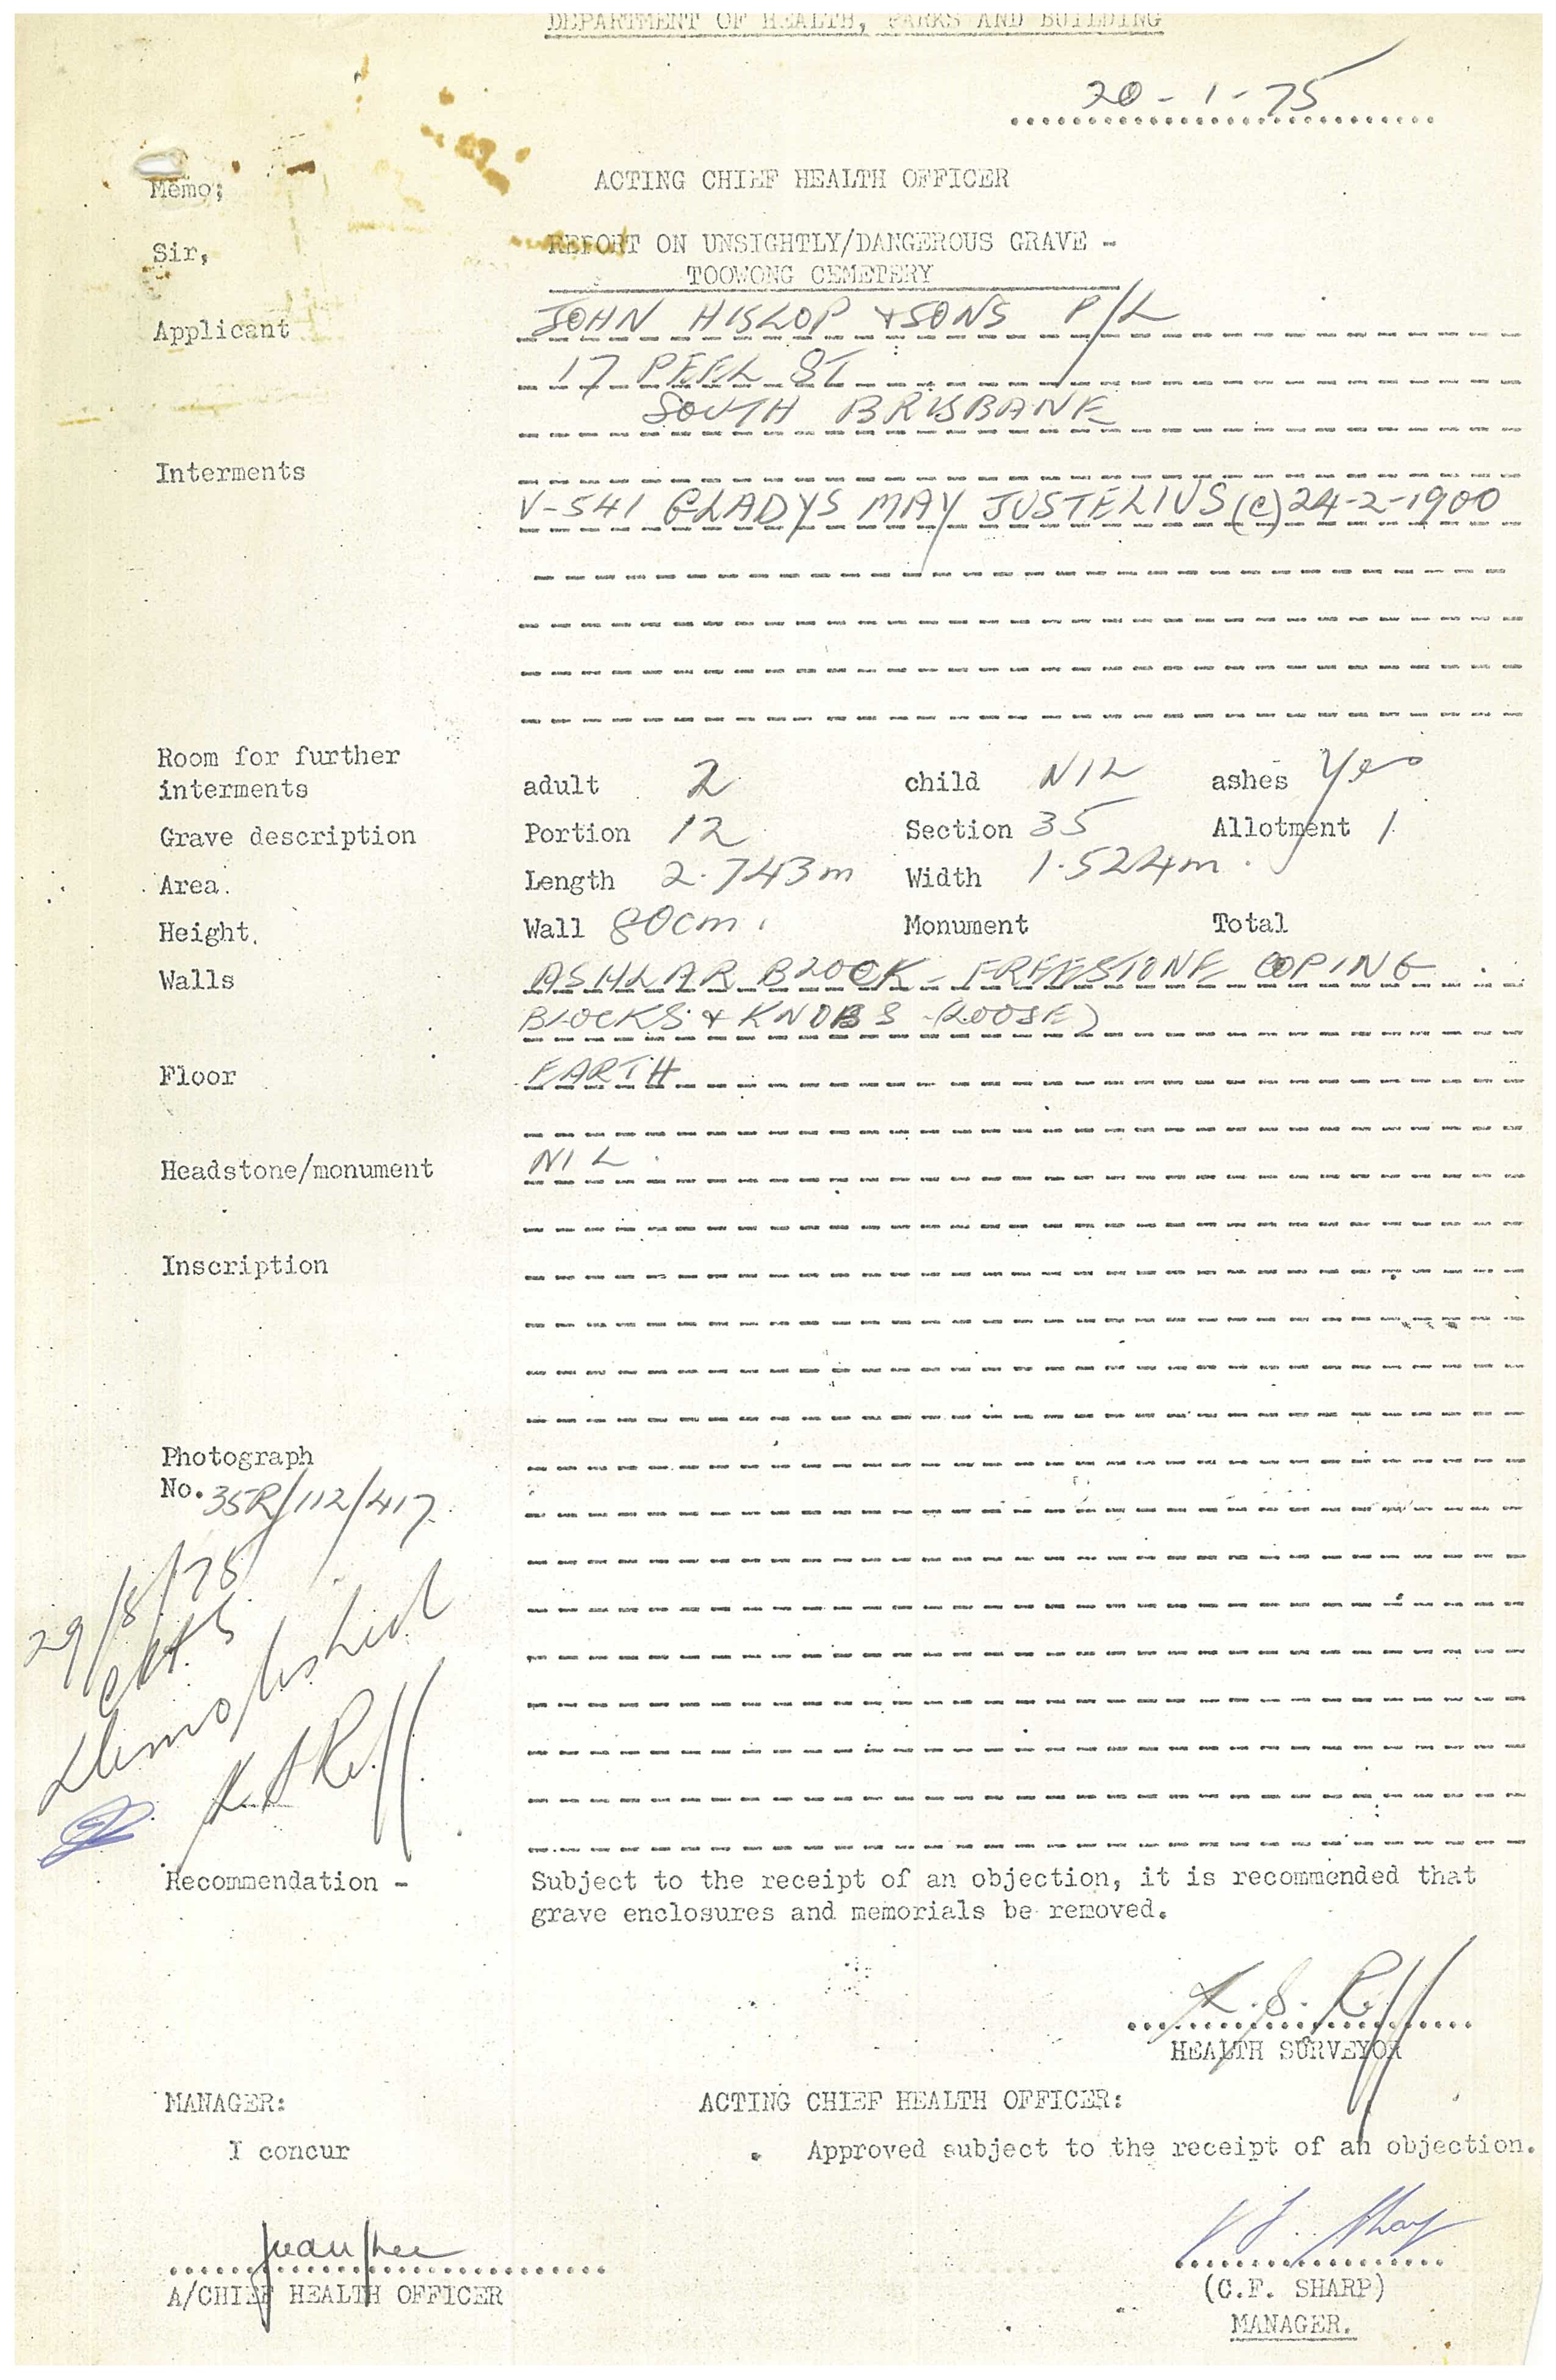 DEPARTMENT OF HEALTH, PARKS AND BUILDING
20-1-75
Memo; ACTING CHIEF HEALTH OFFICER
Sir, REPORT ON UNSIGHTLY/DANGEROUS GRAVE -
TOOWONG CEMETERY
Applicant JOHN HISLOP & SONS P/L
17 PEEL ST
SOUTH BRISBANE
Interments
V-541 GLADYS MAY JUSTELIUS (C) 24-2-1900
Room for further
interments adult 2 child NIL ashes Yes
Grave description Portion 12 Section 35 Allotment 1
Area. Length 2.743m Width 1.524m.
Height. Wall 80cm. Monument Total
Walls ASHLAR BLOCK - FREESTONE COPING
BLOCKS & KNOBS - (LOOSE)
Floor EARTH
Headstone/monument NIL.
Inscription
Photograph
No. 35R/112/417
29/8/75
demolished
Recommendation - Subject to the receipt of an objection, it is recommended that
grave enclosures and memorials be removed.
HEALTH SURVEYOR
MANAGER: ACTING CHIEF HEALTH OFFICER:
I concur Approved subject to the receipt of an objection.
A/CHIEF HEALTH OFFICER (C.F. SHARP)
MANAGER.